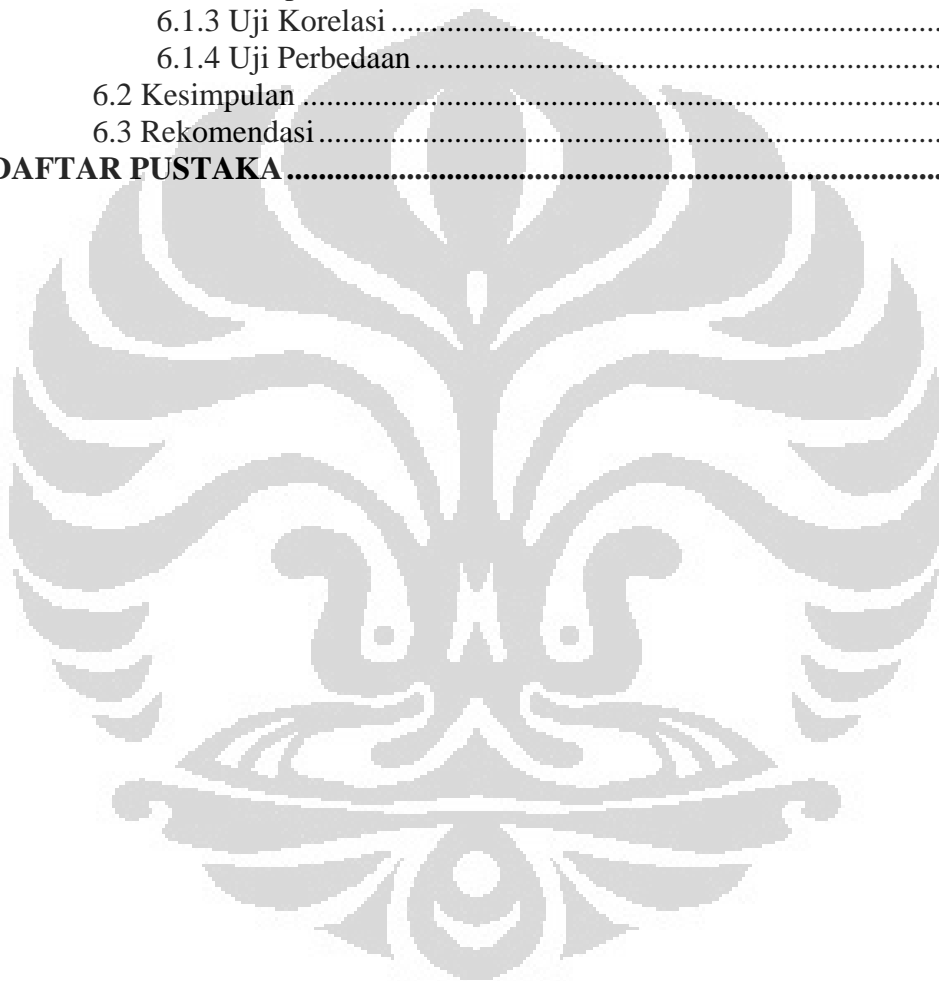 6.1.3 Uji Korelasi ........................................................................
6.1.4 Uji Perbedaan .....................................................................
6.2 Kesimpulan .................................................................................
6.3 Rekomendasi ...............................................................................
DAFTAR PUSTAKA ...................................................................................